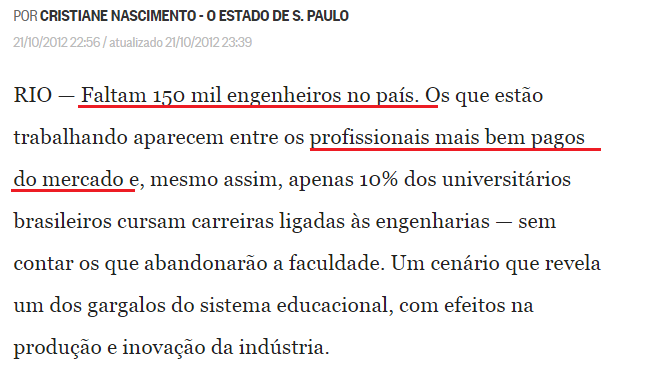 POR CRISTIANE NASCIMENTO - O ESTADO DE S. PAULO
21/10/2012 22:56 / atualizado 21/10/2012 23:39
RIO — Faltam 150 mil engenheiros no país. Os que estão
trabalhando aparecem entre os profissionais mais bem pagos
do mercado e, mesmo assim, apenas 10% dos universitários
brasileiros cursam carreiras ligadas às engenharias — sem
contar os que abandonarão a faculdade. Um cenário que revela
um dos gargalos do sistema educacional, com efeitos na
produção e inovação da indústria.